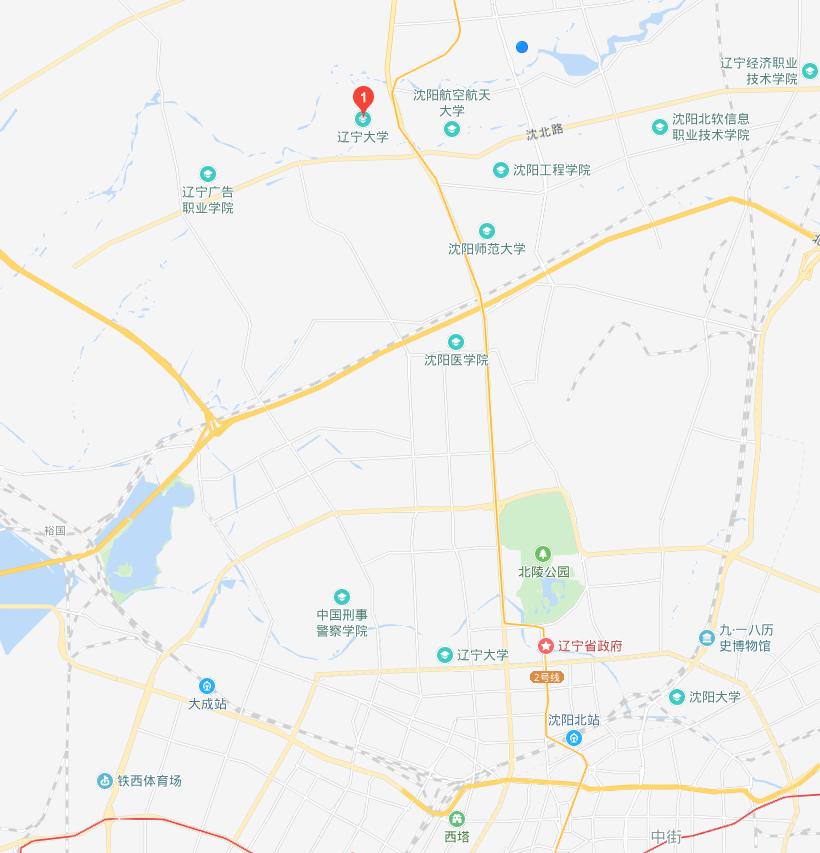 辽宁经济职业
技术学院
沈阳航空航天
大学
1
辽宁大学
沈北路
沈阳北软信息
职业技术学院
沈阳工程学院
辽宁广告
职业学院
沈阳师范大学
沈阳医学院
裕国
北陵公园
中国刑事
警察学院
九·一八历
史博物馆
辽宁省政府
辽宁大学
2号线
大成站
沈阳大学
沈阳北站
铁西体育场
西塔
中街